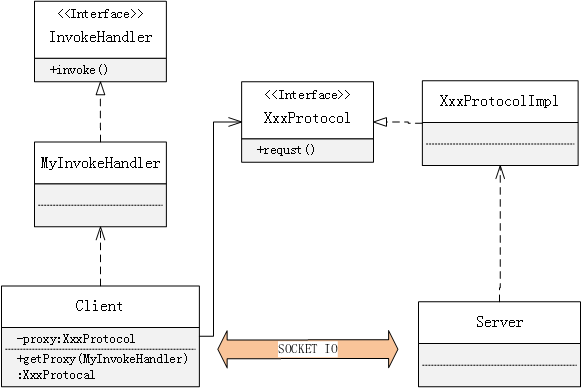 <<Interface>>
InvokeHandler
+invoke()
MyInvokeHandler
Client
-proxy:XxxProtocol
+getProxy(MyInvokeHandler)
:XxxProtocal
<<Interface>>
XxxProtocol
+requst()
XxxProtocolImpl
Server
SOCKET IO